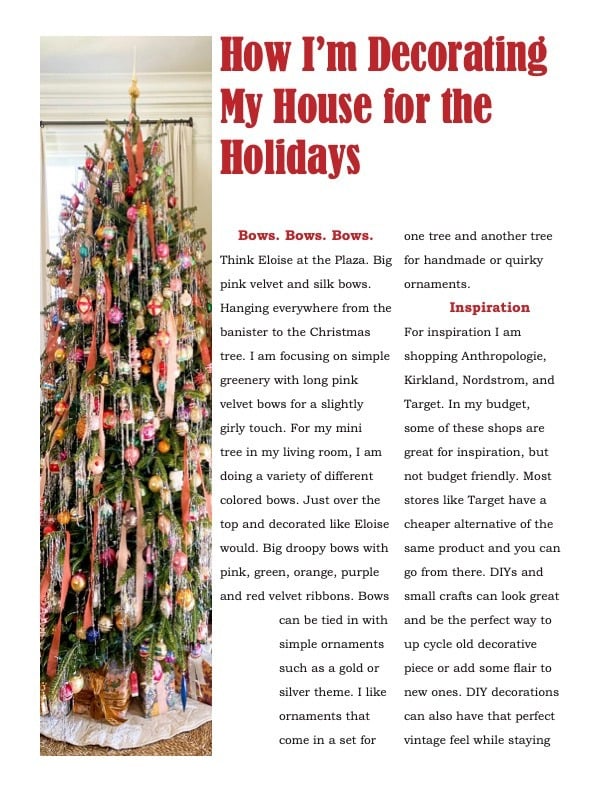 How I'm Decorating
My House for the
Holidays
Bows. Bows. Bows.
Think Eloise at the Plaza. Big
pink velvet and silk bows.
Hanging everywhere from the
banister to the Christmas
tree. I am focusing on simple
greenery with long pink
velvet bows for a slightly
girly touch. For my mini
tree in my living room, I am
doing a variety of different
colored bows. Just over the
top and decorated like Eloise
would. Big droopy bows with
pink, green, orange, purple
and red velvet ribbons. Bows
can be tied in with
simple ornaments
such as a gold or
silver theme. I like
ornaments that
come in a set for
one tree and another tree
for handmade or quirky
ornaments.
Inspiration
For inspiration I am
shopping Anthropologie,
Kirkland, Nordstrom, and
Target. In my budget,
some of these shops are
great for inspiration, but
not budget friendly. Most
stores like Target have a
cheaper alternative of the
same product and you can
go from there. DIYs and
small crafts can look great
and be the perfect way to
up cycle old decorative
piece or add some flair to
new ones. DIY decorations
can also have that perfect
vintage feel while staying